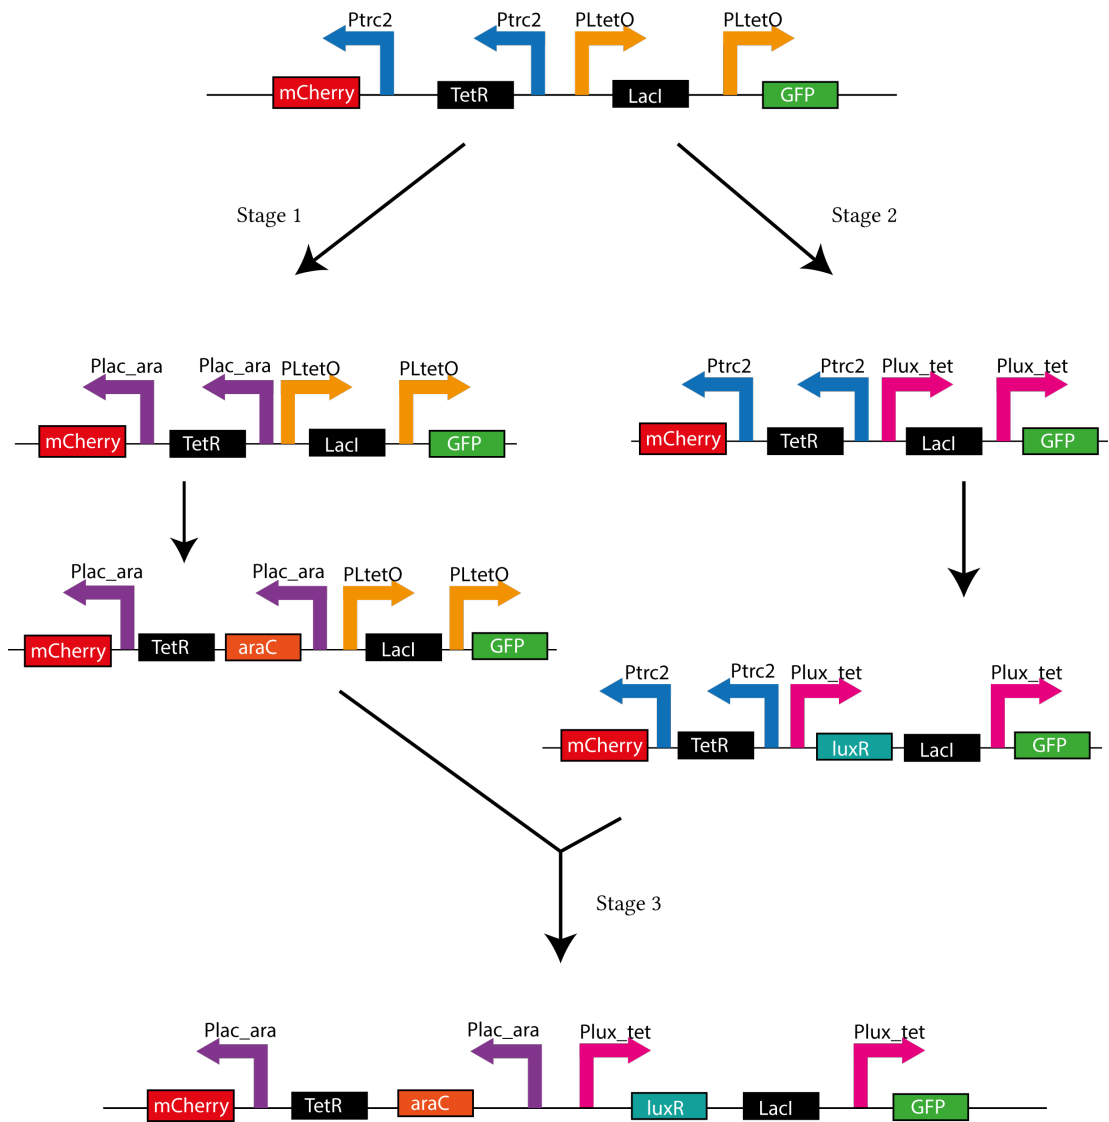 Ptrc2 Ptrc2 PLtetO PLtetO
mCherry TetR LacI GFP
Stage 1 Stage 2
Plac_ara Plac_ara PLtetO PLtetO
mCherry TetR LacI GFP
Ptrc2 Ptrc2 Plux_tet Plux_tet
mCherry TetR LacI GFP
Plac_ara Plac_ara PLtetO PLtetO
mCherry TetR araC LacI GFP
Ptrc2 Ptrc2 Plux_tet Plux_tet
mCherry TetR luxR LacI GFP
Stage 3
Plac_ara Plac_ara Plux_tet Plux_tet
mCherry TetR araC luxR LacI GFP